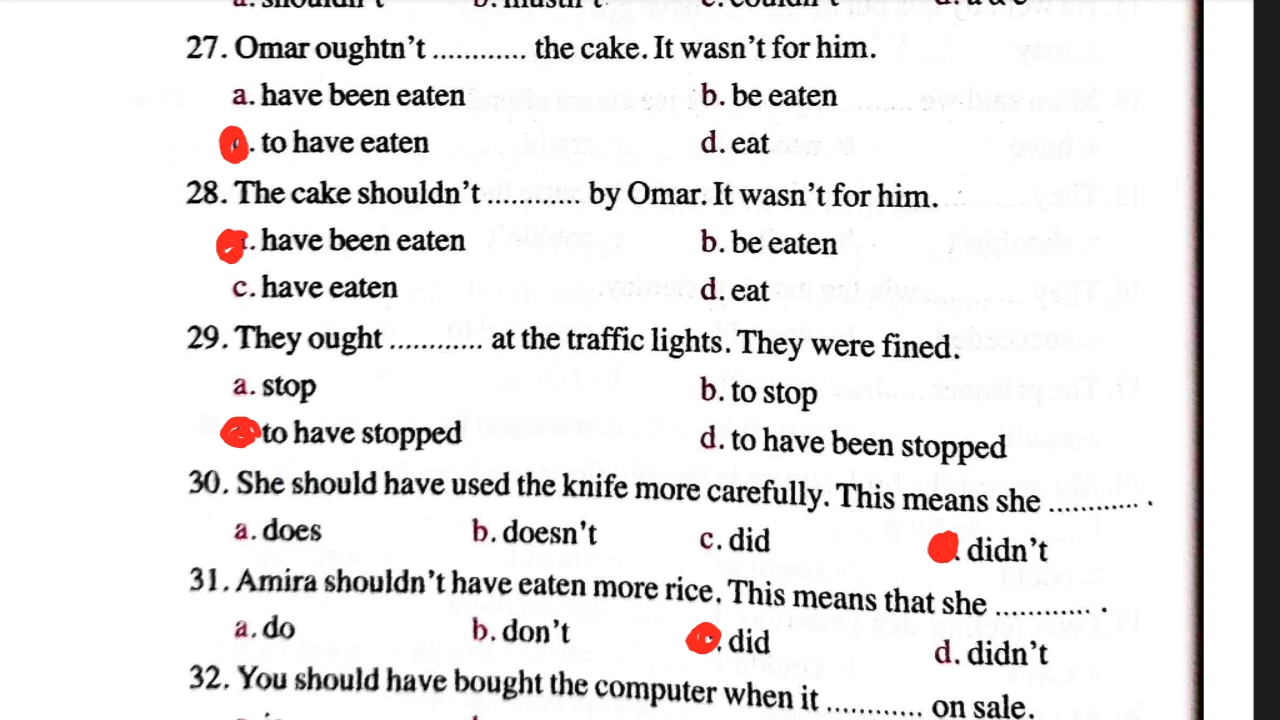 27. Omar oughtn't ............ the cake. It wasn't for him.
a. have been eaten b. be eaten
. to have eaten d. eat
28. The cake shouldn't ............ by Omar. It wasn't for him.
. have been eaten b. be eaten
c. have eaten d. eat
29. They ought ............ at the traffic lights. They were fined.
a. stop b. to stop
to have stopped d. to have been stopped
30. She should have used the knife more carefully. This means she ............ .
a. does b. doesn't c. did . didn't
31. Amira shouldn't have eaten more rice. This means that she ............ .
a. do b. don't . did d. didn't
32. You should have bought the computer when it ............ on sale.